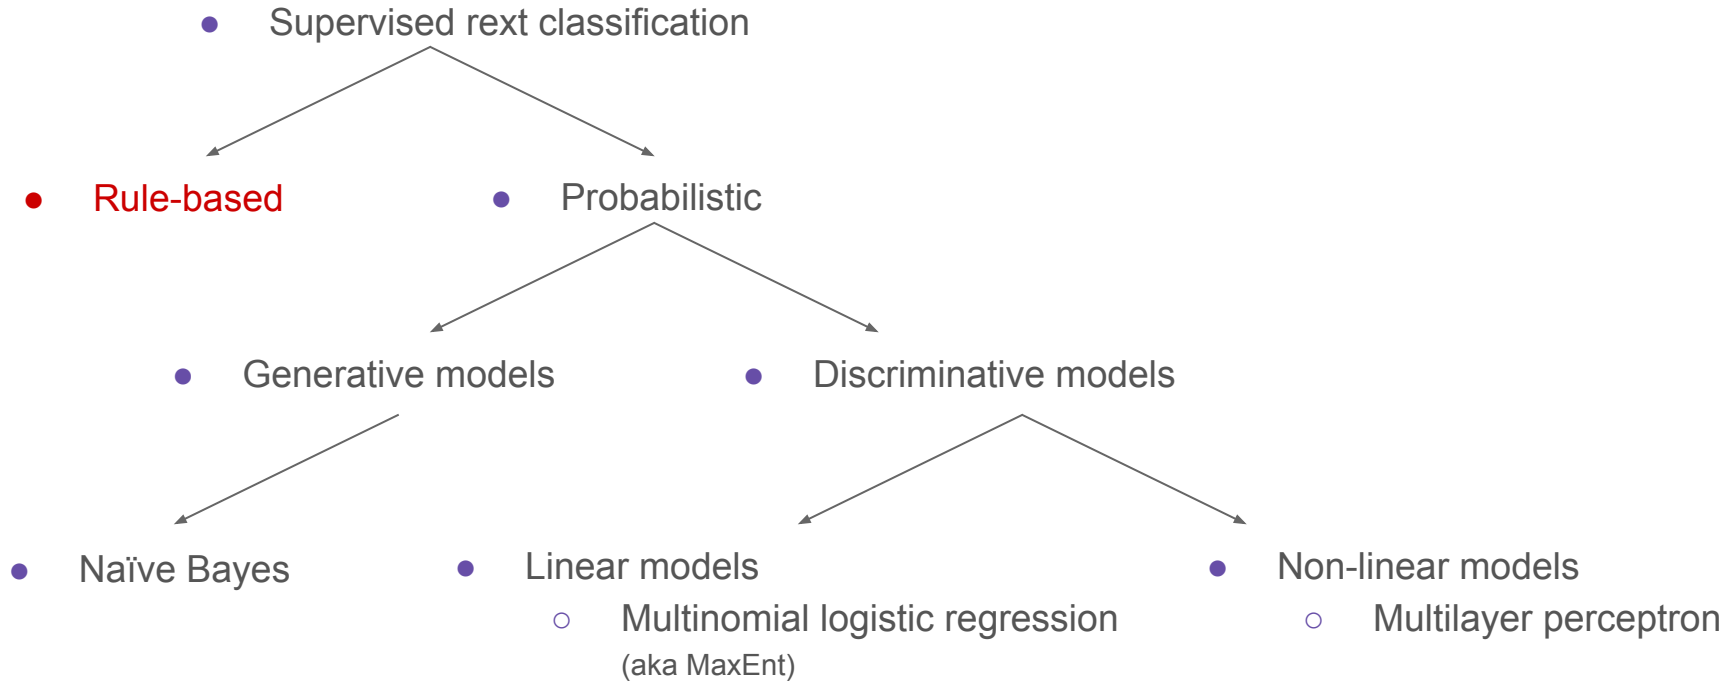 Supervised rext classification
Rule-based
Probabilistic
Generative models
Discriminative models
Naïve Bayes
Linear models
Non-linear models
Multinomial logistic regression
Multilayer perceptron
(aka MaxEnt)